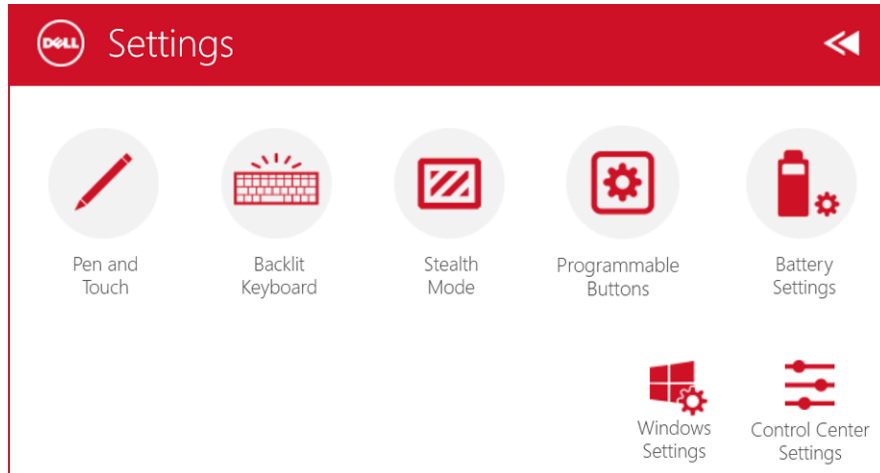 DELL
Settings
Pen and
Touch
Backlit
Keyboard
Stealth
Mode
Programmable
Buttons
Battery
Settings
Windows
Settings
Control Center
Settings